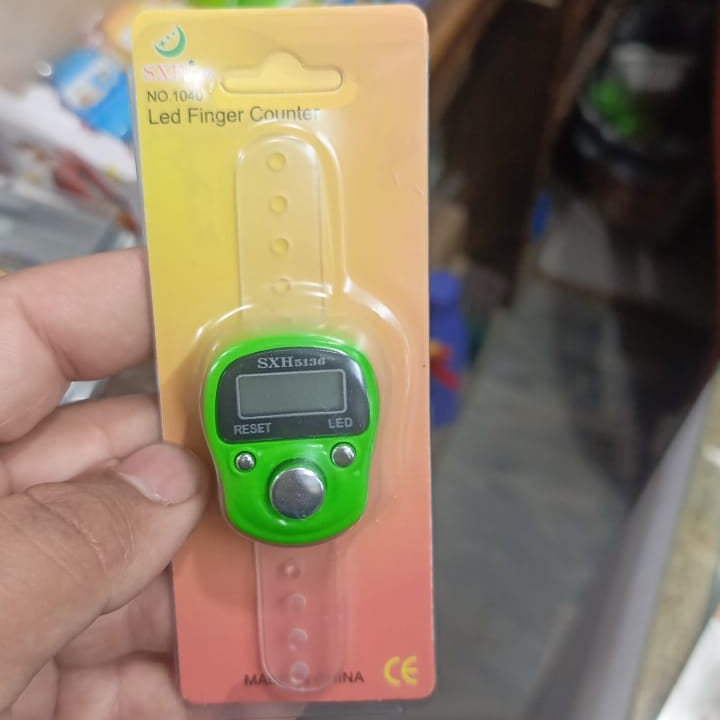 NO.1040
Led Finger Counter
SXH5136
RESET LED
CE